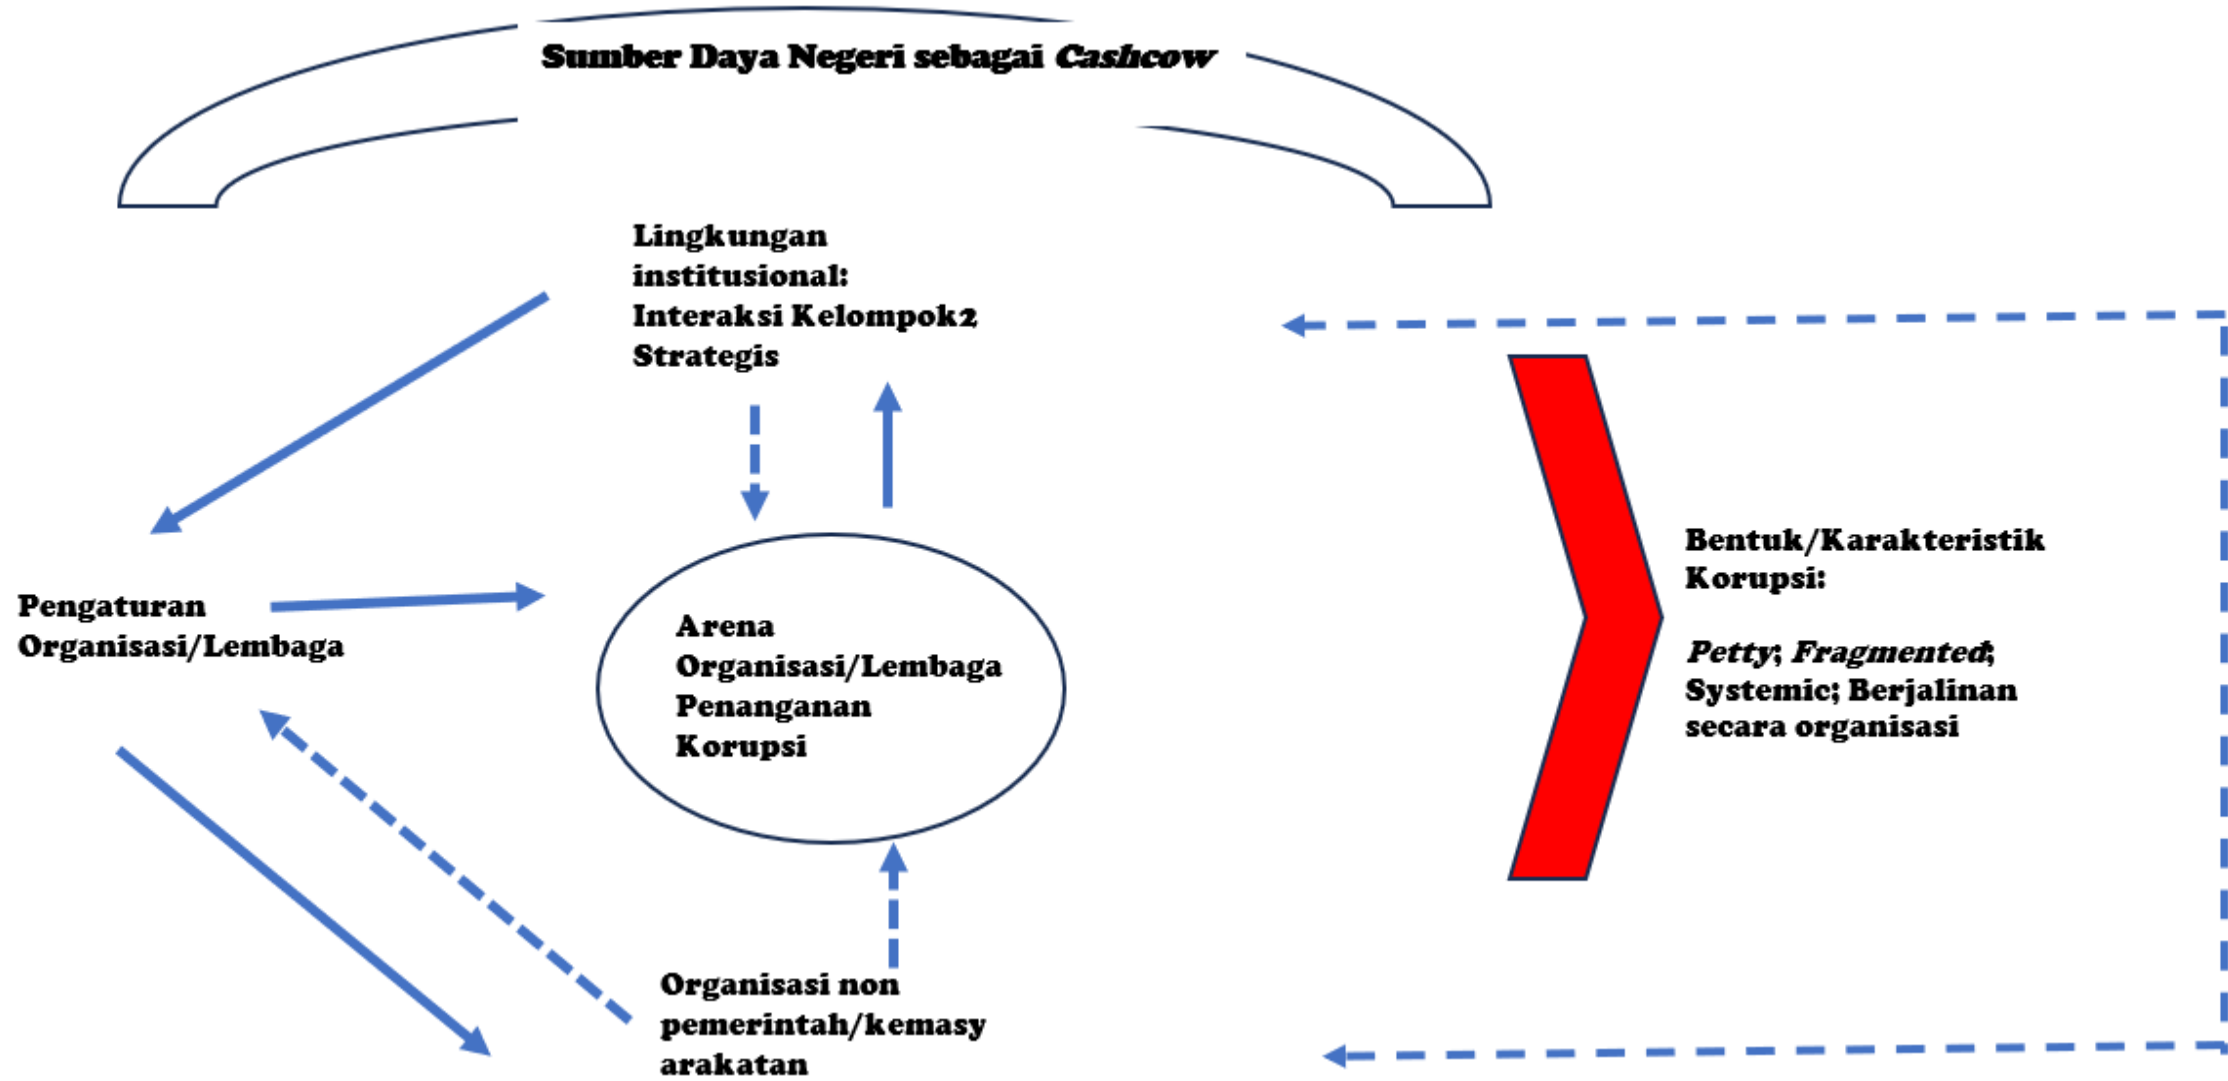 Sumber Daya Negeri sebagai Cashcow
Lingkungan
institusional:
Interaksi Kelompok2
Strategis
Pengaturan
Organisasi/Lembaga
Arena
Organisasi/Lembaga
Penanganan
Korupsi
Bentuk/Karakteristik
Korupsi:
Petty; Fragmented;
Systemic; Berjalinan
secara organisasi
Organisasi non
pemerintah/kemasy
arakatan